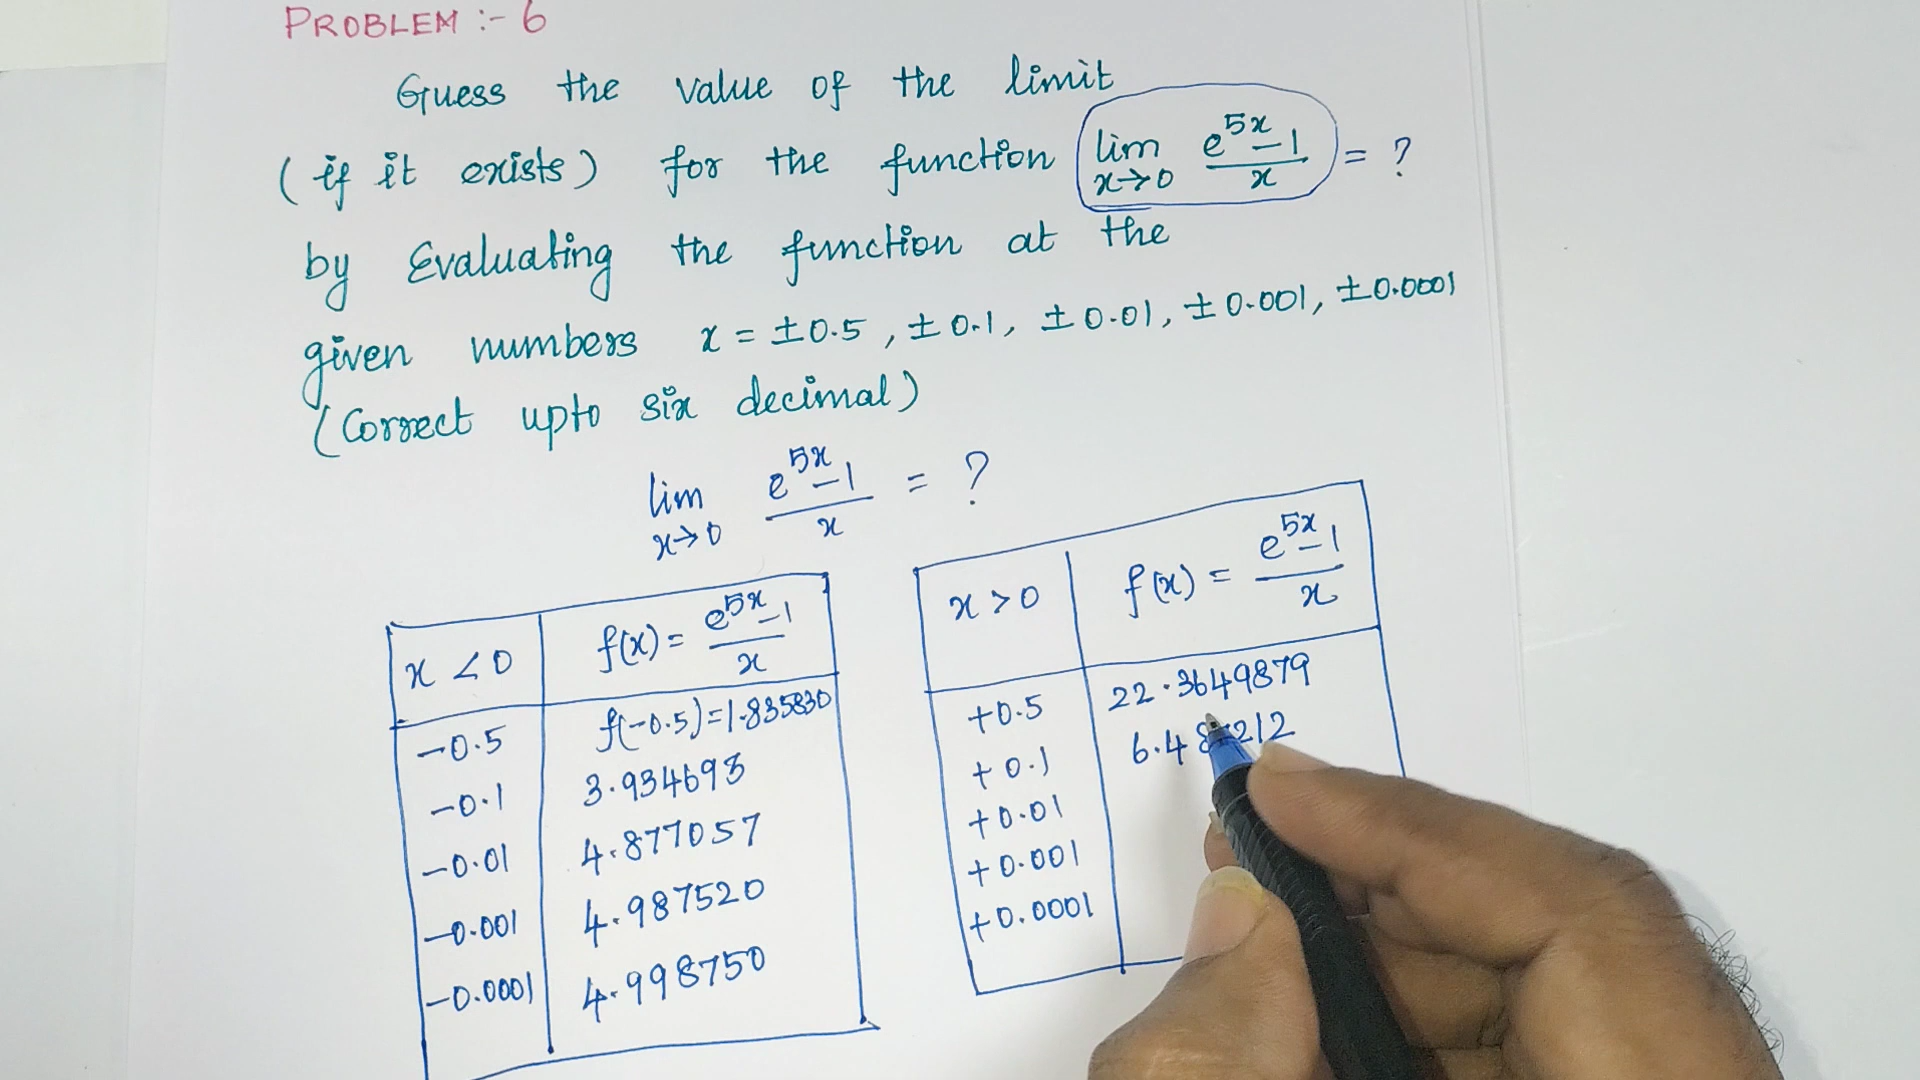 PROBLEM :- 6
Guess the value of the limit
(if it exists) for the function lim x→0 (e^5x - 1)/x = ?
by Evaluating the function at the
given numbers x = ±0.5, ±0.1, ±0.01, ±0.001, ±0.0001
(Correct upto six decimal)
lim x→0 (e^5x - 1)/x = ?
x < 0 f(x) = (e^5x - 1)/x
-0.5 f(-0.5) = 1.835830
-0.1 3.934693
-0.01 4.877057
-0.001 4.987520
-0.0001 4.998750
x > 0 f(x) = (e^5x - 1)/x
+0.5 22.3649879
+0.1
+0.01
+0.001
+0.0001